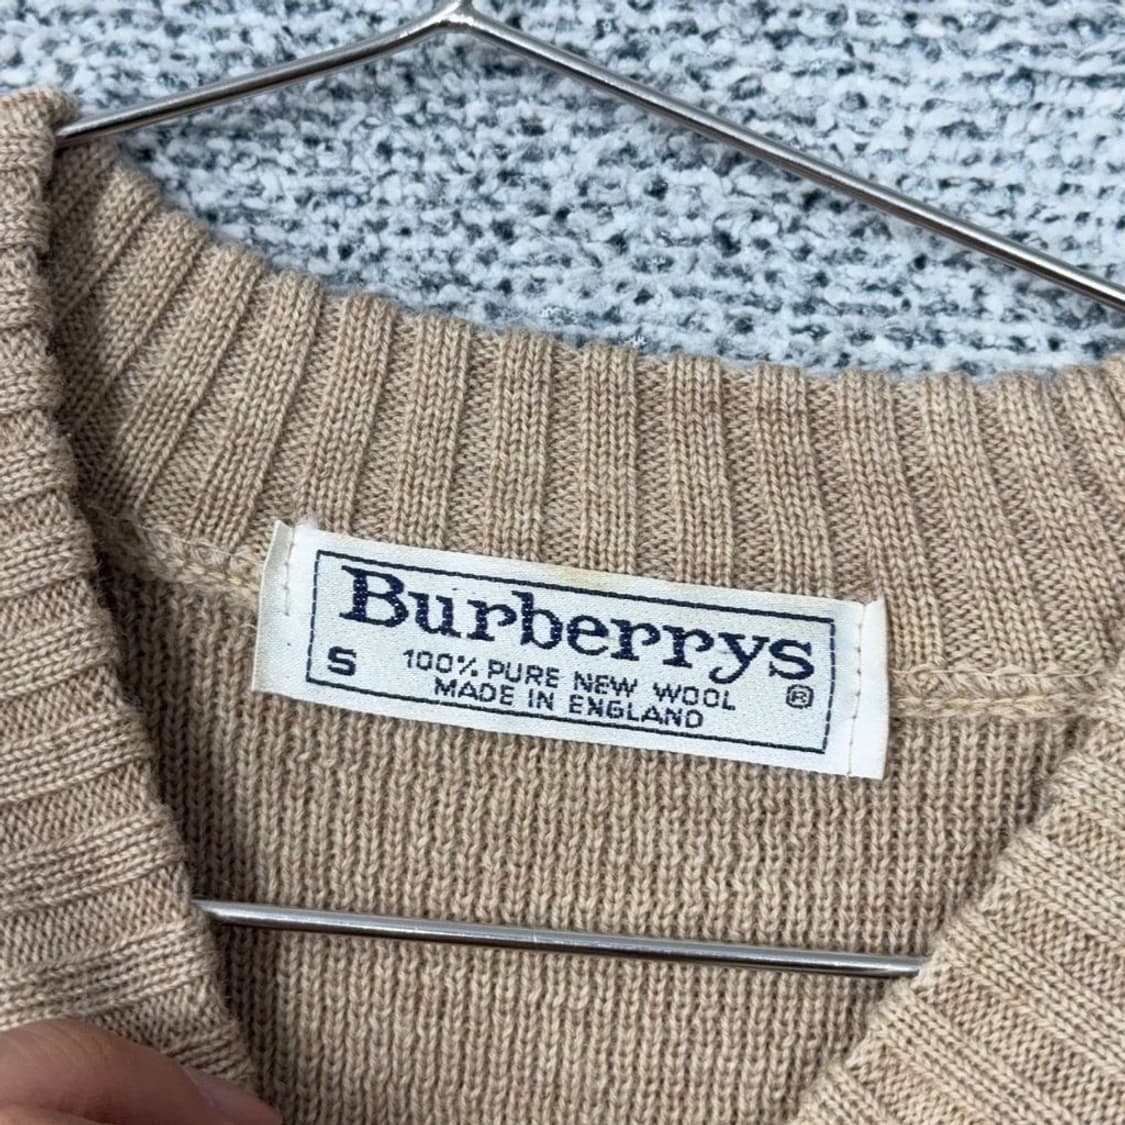 Burberrys
S 100% PURE NEW WOOL ®
MADE IN ENGLAND